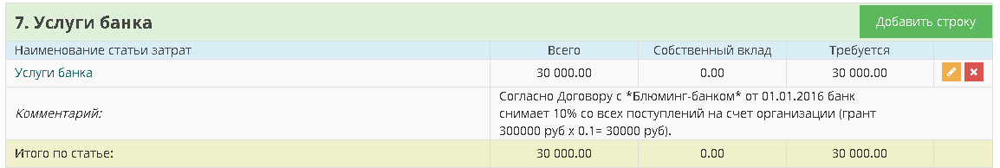 7. Услуги банка
Добавить строку
Наименование статьи затрат Всего Собственный вклад Требуется
Услуги банка 30 000.00 0.00 30 000.00
Комментарий: Согласно Договору с *Блюминг-банком* от 01.01.2016 банк
снимает 10% со всех поступлений на счет организации (грант
300000 руб х 0.1= 30000 руб).
Итого по статье: 30 000.00 0.00 30 000.00